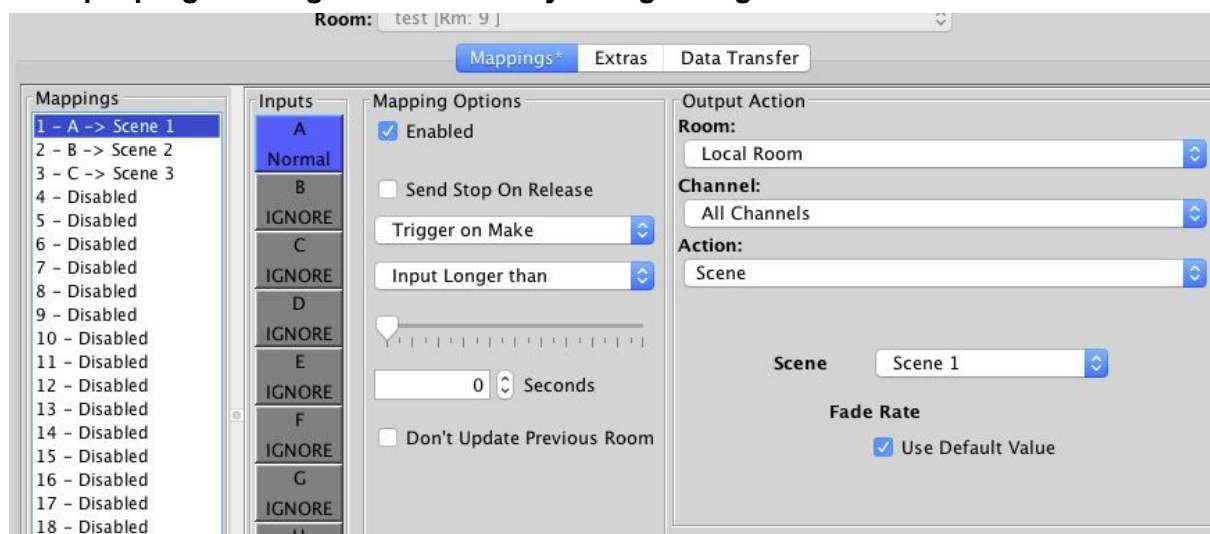 Room: test [Rm: 9 ]
Mappings* Extras Data Transfer
Mappings
1 – A –> Scene 1
2 – B –> Scene 2
3 – C –> Scene 3
4 – Disabled
5 – Disabled
6 – Disabled
7 – Disabled
8 – Disabled
9 – Disabled
10 – Disabled
11 – Disabled
12 – Disabled
13 – Disabled
14 – Disabled
15 – Disabled
16 – Disabled
17 – Disabled
18 – Disabled
Inputs
A
Normal
B
IGNORE
C
IGNORE
D
IGNORE
E
IGNORE
F
IGNORE
G
IGNORE
Mapping Options
Enabled
Send Stop On Release
Trigger on Make
Input Longer than
0 Seconds
Don't Update Previous Room
Output Action
Room:
Local Room
Channel:
All Channels
Action:
Scene
Scene Scene 1
Fade Rate
Use Default Value